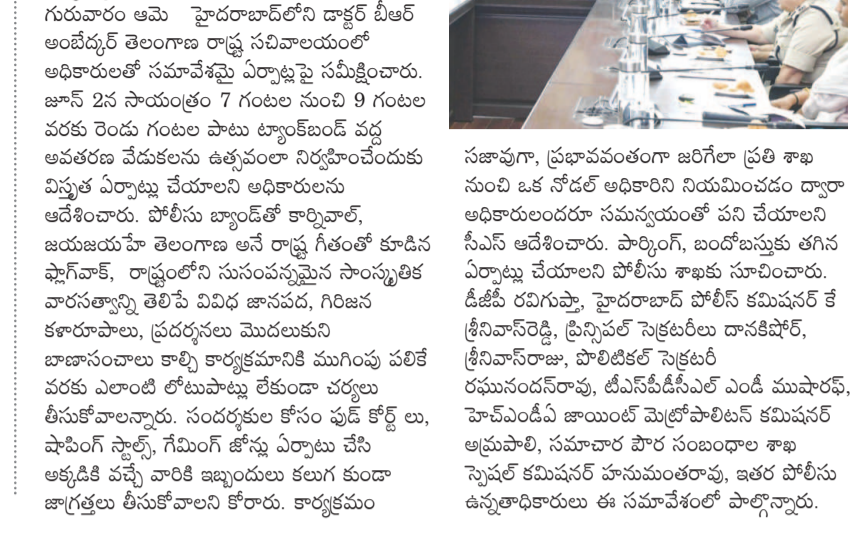 గురువారం ఆమె హైదరాబాద్‌లోని డాక్టర్ బీఆర్
అంబేద్కర్ తెలంగాణ రాష్ట్ర సచివాలయంలో
అధికారులతో సమావేశమై ఏర్పాట్లపై సమీక్షించారు.
జూన్ 2న సాయంత్రం 7 గంటల నుంచి 9 గంటల
వరకు రెండు గంటల పాటు ట్యాంక్‌బండ్ వద్ద
అవతరణ వేడుకలను ఉత్సవంలా నిర్వహించేందుకు
విస్తృత ఏర్పాట్లు చేయాలని అధికారులను
ఆదేశించారు. పోలీసు బ్యాండ్‌తో కార్నివాల్,
జయజయహే తెలంగాణ అనే రాష్ట్ర గీతంతో కూడిన
ఫ్లాగ్‌వాక్, రాష్ట్రంలోని సుసంపన్నమైన సాంస్కృతిక
వారసత్వాన్ని తెలిపే వివిధ జానపద, గిరిజన
కళారూపాలు, ప్రదర్శనలు మొదలుకుని
బాణాసంచాలు కాల్చి కార్యక్రమానికి ముగింపు పలికే
వరకు ఎలాంటి లోటుపాట్లు లేకుండా చర్యలు
తీసుకోవాలన్నారు. సందర్శకుల కోసం ఫుడ్ కోర్ట్ లు,
షాపింగ్ స్టాల్స్, గేమింగ్ జోన్లు ఏర్పాటు చేసి
అక్కడికి వచ్చే వారికి ఇబ్బందులు కలుగ కుండా
జాగ్రత్తలు తీసుకోవాలని కోరారు. కార్యక్రమం
సజావుగా, ప్రభావవంతంగా జరిగేలా ప్రతి శాఖ
నుంచి ఒక నోడల్ అధికారిని నియమించడం ద్వారా
అధికారులందరూ సమన్వయంతో పని చేయాలని
సీఎస్ ఆదేశించారు. పార్కింగ్, బందోబస్తుకు తగిన
ఏర్పాట్లు చేయాలని పోలీసు శాఖకు సూచించారు.
డీజీపీ రవిగుప్తా, హైదరాబాద్ పోలీస్ కమిషనర్ కే
శ్రీనివాస్‌రెడ్డి, ప్రిన్సిపల్ సెక్రటరీలు దానకిషోర్,
శ్రీనివాస్‌రాజు, పొలిటికల్ సెక్రటరీ
రఘునందన్‌రావు, టీఎస్‌పీడీసీఎల్ ఎండీ ముషారఫ్,
హెచ్ఎండీఏ జాయింట్ మెట్రోపాలిటన్ కమిషనర్
అమ్రపాలి, సమాచార పౌర సంబంధాల శాఖ
స్పెషల్ కమిషనర్ హనుమంతరావు, ఇతర పోలీసు
ఉన్నతాధికారులు ఈ సమావేశంలో పాల్గొన్నారు.